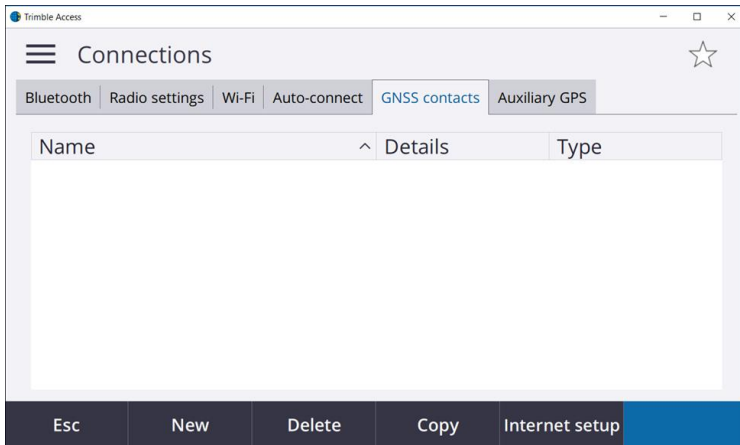 Trimble Access
Connections
Bluetooth Radio settings Wi-Fi Auto-connect GNSS contacts Auxiliary GPS
Name Details Type
Esc New Delete Copy Internet setup